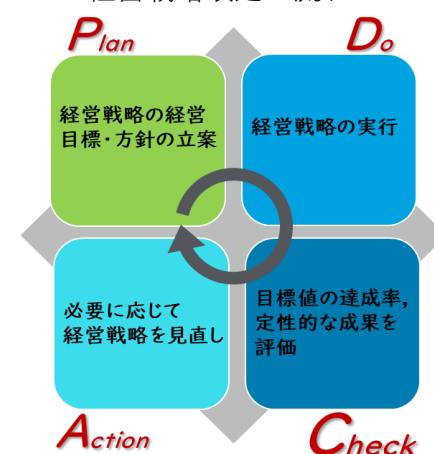 Plan
Do
経営戦略の経営
目標・方針の立案
経営戦略の実行
必要に応じて
経営戦略を見直し
目標値の達成率,
定性的な成果を
評価
Action
Check